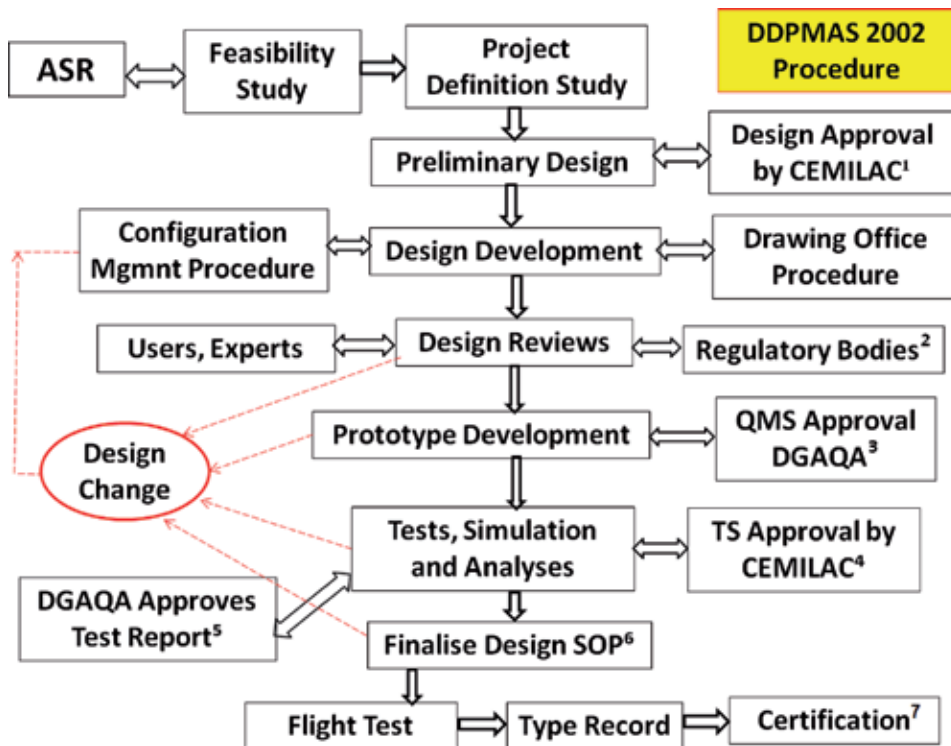 DDPMAS 2002
Procedure
ASR
Feasibility
Study
Project
Definition Study
Preliminary Design
Design Approval
by CEMILAC¹
Configuration
Mgmnt Procedure
Design Development
Drawing Office
Procedure
Users, Experts
Design Reviews
Regulatory Bodies²
Prototype Development
QMS Approval
DGAQA³
Design
Change
Tests, Simulation
and Analyses
TS Approval by
CEMILAC⁴
DGAQA Approves
Test Report⁵
Finalise Design SOP⁶
Flight Test
Type Record
Certification⁷